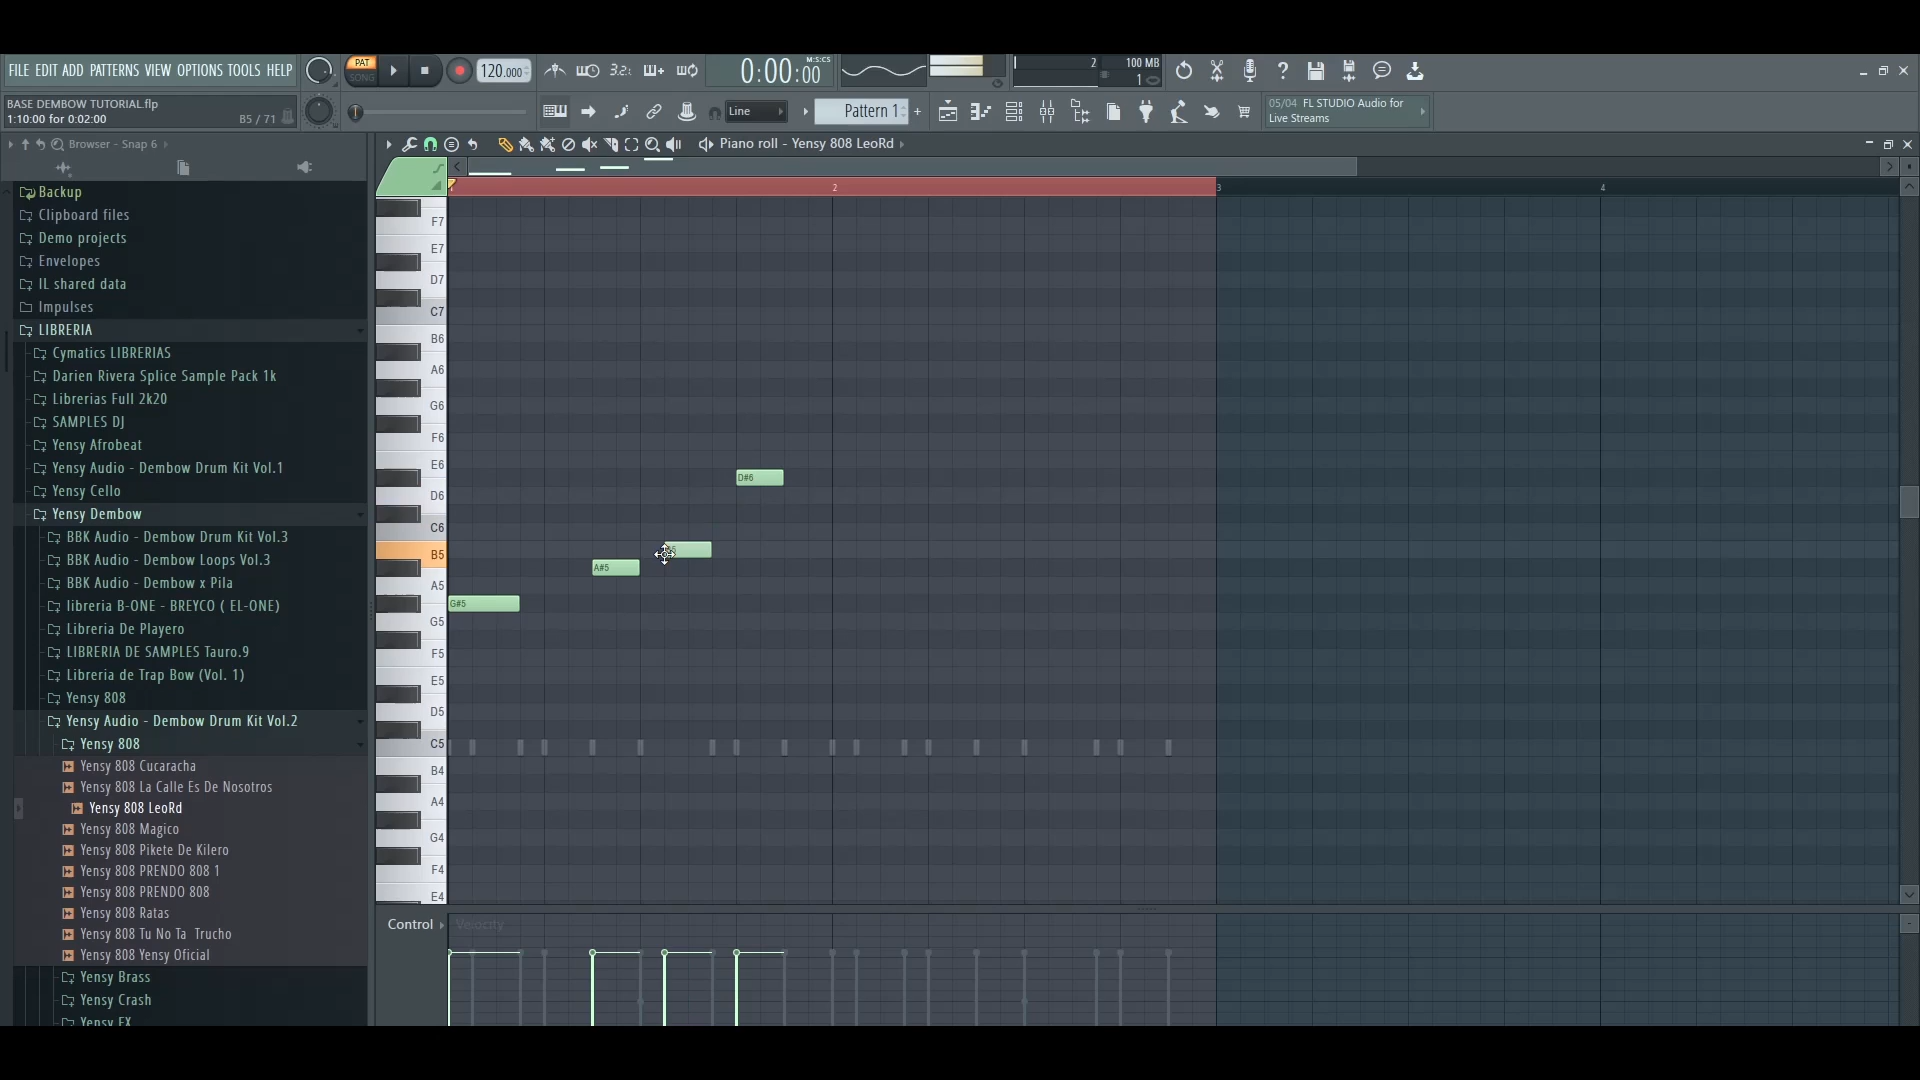 FILE EDIT ADD PATTERNS VIEW OPTIONS TOOLS HELP
PAT
SONG
120.000
3.2.
0:00:00
M:S:CS
2
100 MB
1
BASE DEMBOW TUTORIAL.flp
1:10:00 for 0:02:00
B5 / 71
Line
Pattern 1
+
05/04 FL STUDIO Audio for
Live Streams
Browser - Snap 6
Piano roll - Yensy 808 LeoRd
Backup
Clipboard files
Demo projects
Envelopes
IL shared data
Impulses
LIBRERIA
Cymatics LIBRERIAS
Darien Rivera Splice Sample Pack 1k
Librerias Full 2k20
SAMPLES DJ
Yensy Afrobeat
Yensy Audio - Dembow Drum Kit Vol.1
Yensy Cello
Yensy Dembow
BBK Audio - Dembow Drum Kit Vol.3
BBK Audio - Dembow Loops Vol.3
BBK Audio - Dembow x Pila
libreria B-ONE - BREYCO ( EL-ONE)
Libreria De Playero
LIBRERIA DE SAMPLES Tauro.9
Libreria de Trap Bow (Vol. 1)
Yensy 808
Yensy Audio - Dembow Drum Kit Vol.2
Yensy 808
Yensy 808 Cucaracha
Yensy 808 La Calle Es De Nosotros
Yensy 808 LeoRd
Yensy 808 Magico
Yensy 808 Pikete De Kilero
Yensy 808 PRENDO 808 1
Yensy 808 PRENDO 808
Yensy 808 Ratas
Yensy 808 Tu No Ta Trucho
Yensy 808 Yensy Oficial
Yensy Brass
Yensy Crash
Yensy FX
2
3
4
F7
E7
D7
C7
B6
A6
G6
F6
E6
D6
C6
B5
A5
G5
F5
E5
D5
C5
B4
A4
G4
F4
E4
D#6
A#5
G#5
Control
Velocity